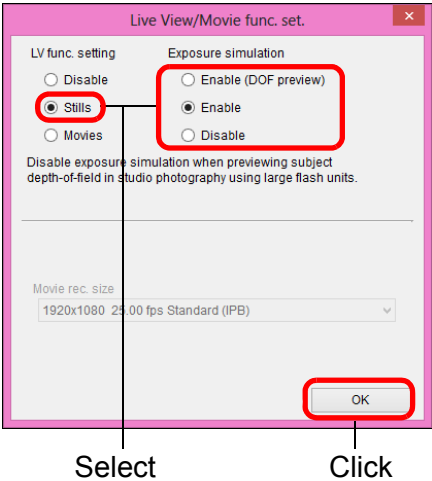 Live View/Movie func. set.
LV func. setting Exposure simulation
Disable Enable (DOF preview)
Stills Enable
Movies Disable
Disable exposure simulation when previewing subject
depth-of-field in studio photography using large flash units.
Movie rec. size
1920x1080 25.00 fps Standard (IPB)
OK
Select Click